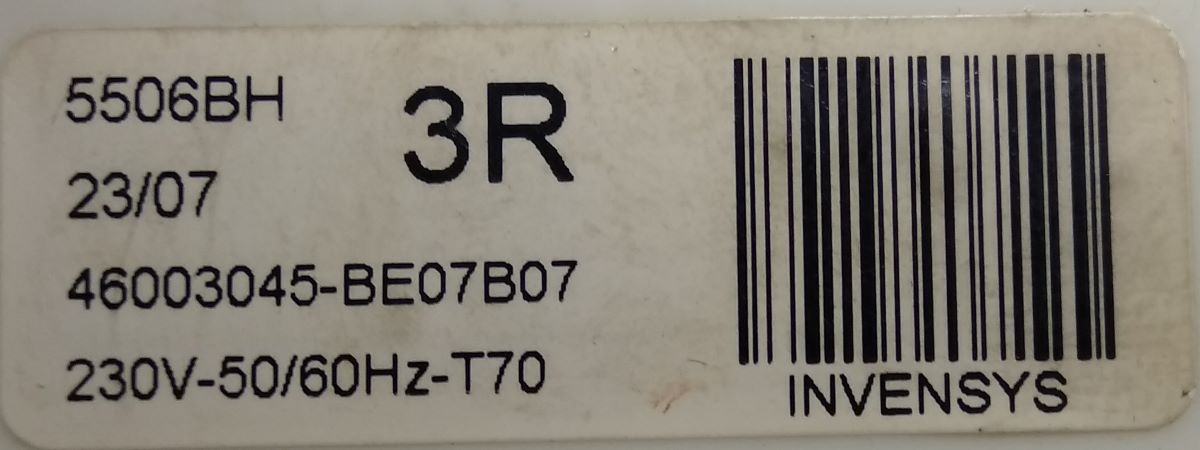 5506BH
3R
23/07
46003045-BE07B07
230V-50/60Hz-T70
INVENSYS